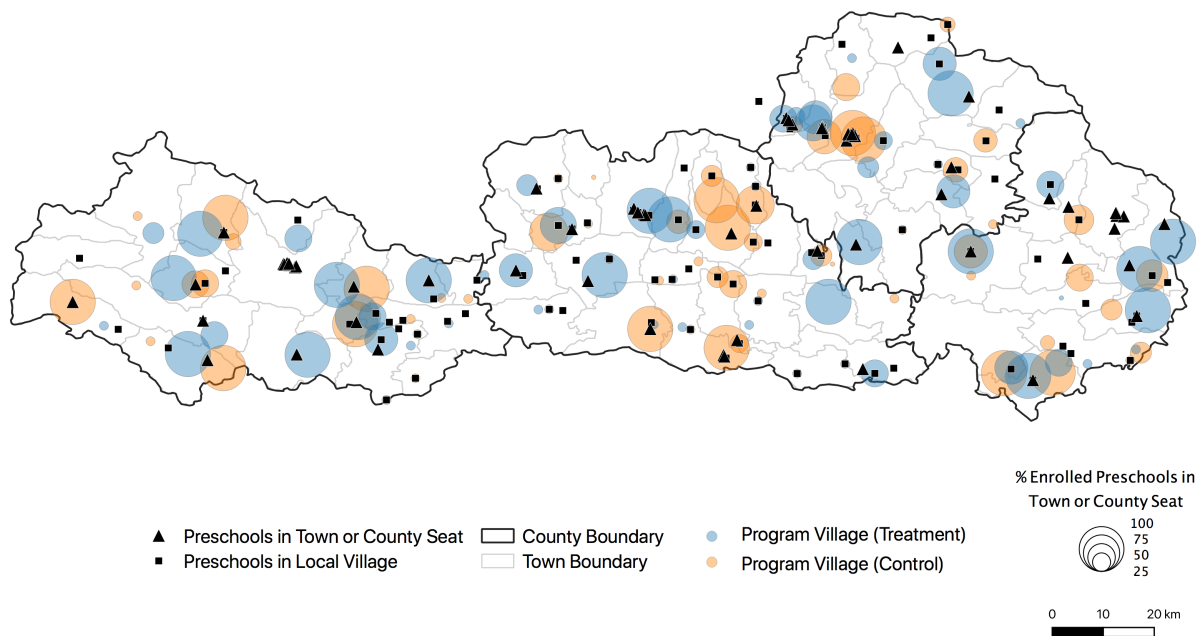 % Enrolled Preschools in
Town or County Seat
100
75
50
25
Preschools in Town or County Seat
County Boundary
Program Village (Treatment)
Preschools in Local Village
Town Boundary
Program Village (Control)
0 10 20 km